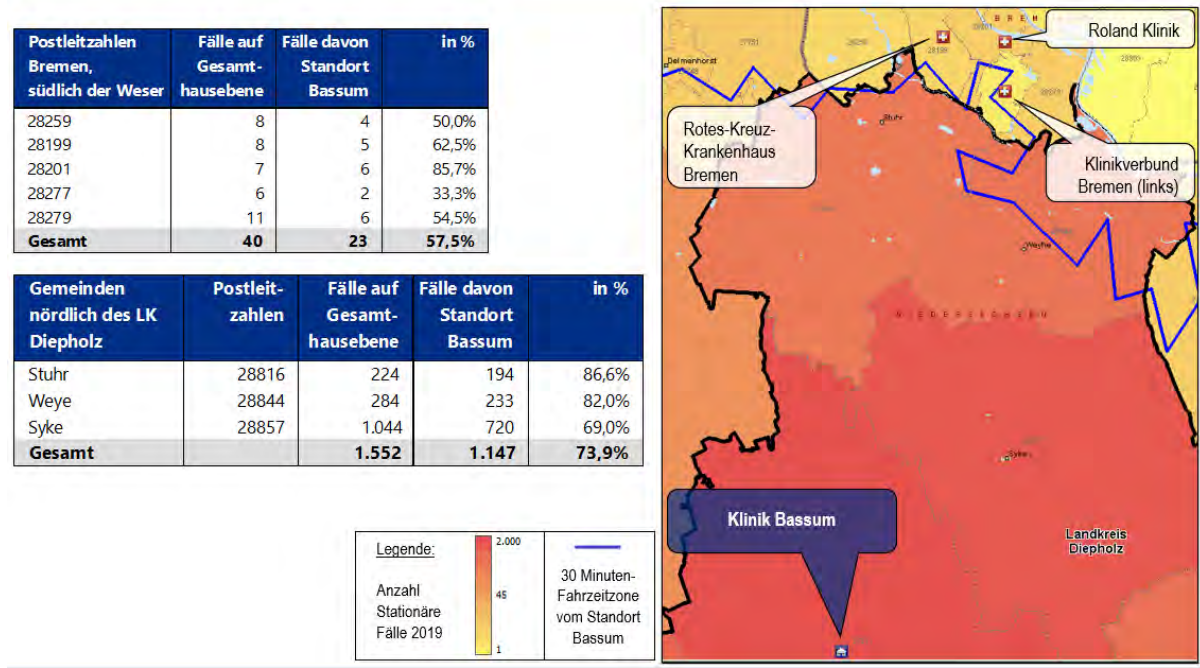 Postleitzahlen Bremen, südlich der Weser | Fälle auf Gesamt-hausebene | Fälle davon Standort Bassum | in %
28259 8 4 50,0%
28199 8 5 62,5%
28201 7 6 85,7%
28277 6 2 33,3%
28279 11 6 54,5%
Gesamt 40 23 57,5%
Gemeinden nördlich des LK Diepholz | Postleit-zahlen | Fälle auf Gesamt-hausebene | Fälle davon Standort Bassum | in %
Stuhr 28816 224 194 86,6%
Weye 28844 284 233 82,0%
Syke 28857 1.044 720 69,0%
Gesamt 1.552 1.147 73,9%
Legende:
Anzahl
Stationäre
Fälle 2019
2.000
45
1
30 Minuten-
Fahrzeitzone
vom Standort
Bassum
B R E M
Roland Klinik
Delmenhorst
28199
Rotes-Kreuz-
Krankenhaus
Bremen
Stuhr
Klinikverbund
Bremen (links)
Weyhe
N I E D E R S A C H S E N
Syke
Klinik Bassum
Landkreis
Diepholz